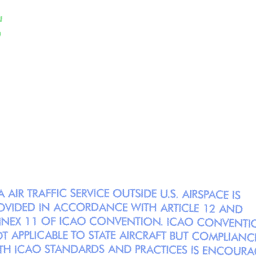 A AIR TRAFFIC SERVICE OUTSIDE U.S. AIRSPACE IS
OVIDED IN ACCORDANCE WITH ARTICLE 12 AND
NEX 11 OF ICAO CONVENTION. ICAO CONVENTIO
OT APPLICABLE TO STATE AIRCRAFT BUT COMPLIANC
TH ICAO STANDARDS AND PRACTICES IS ENCOURA